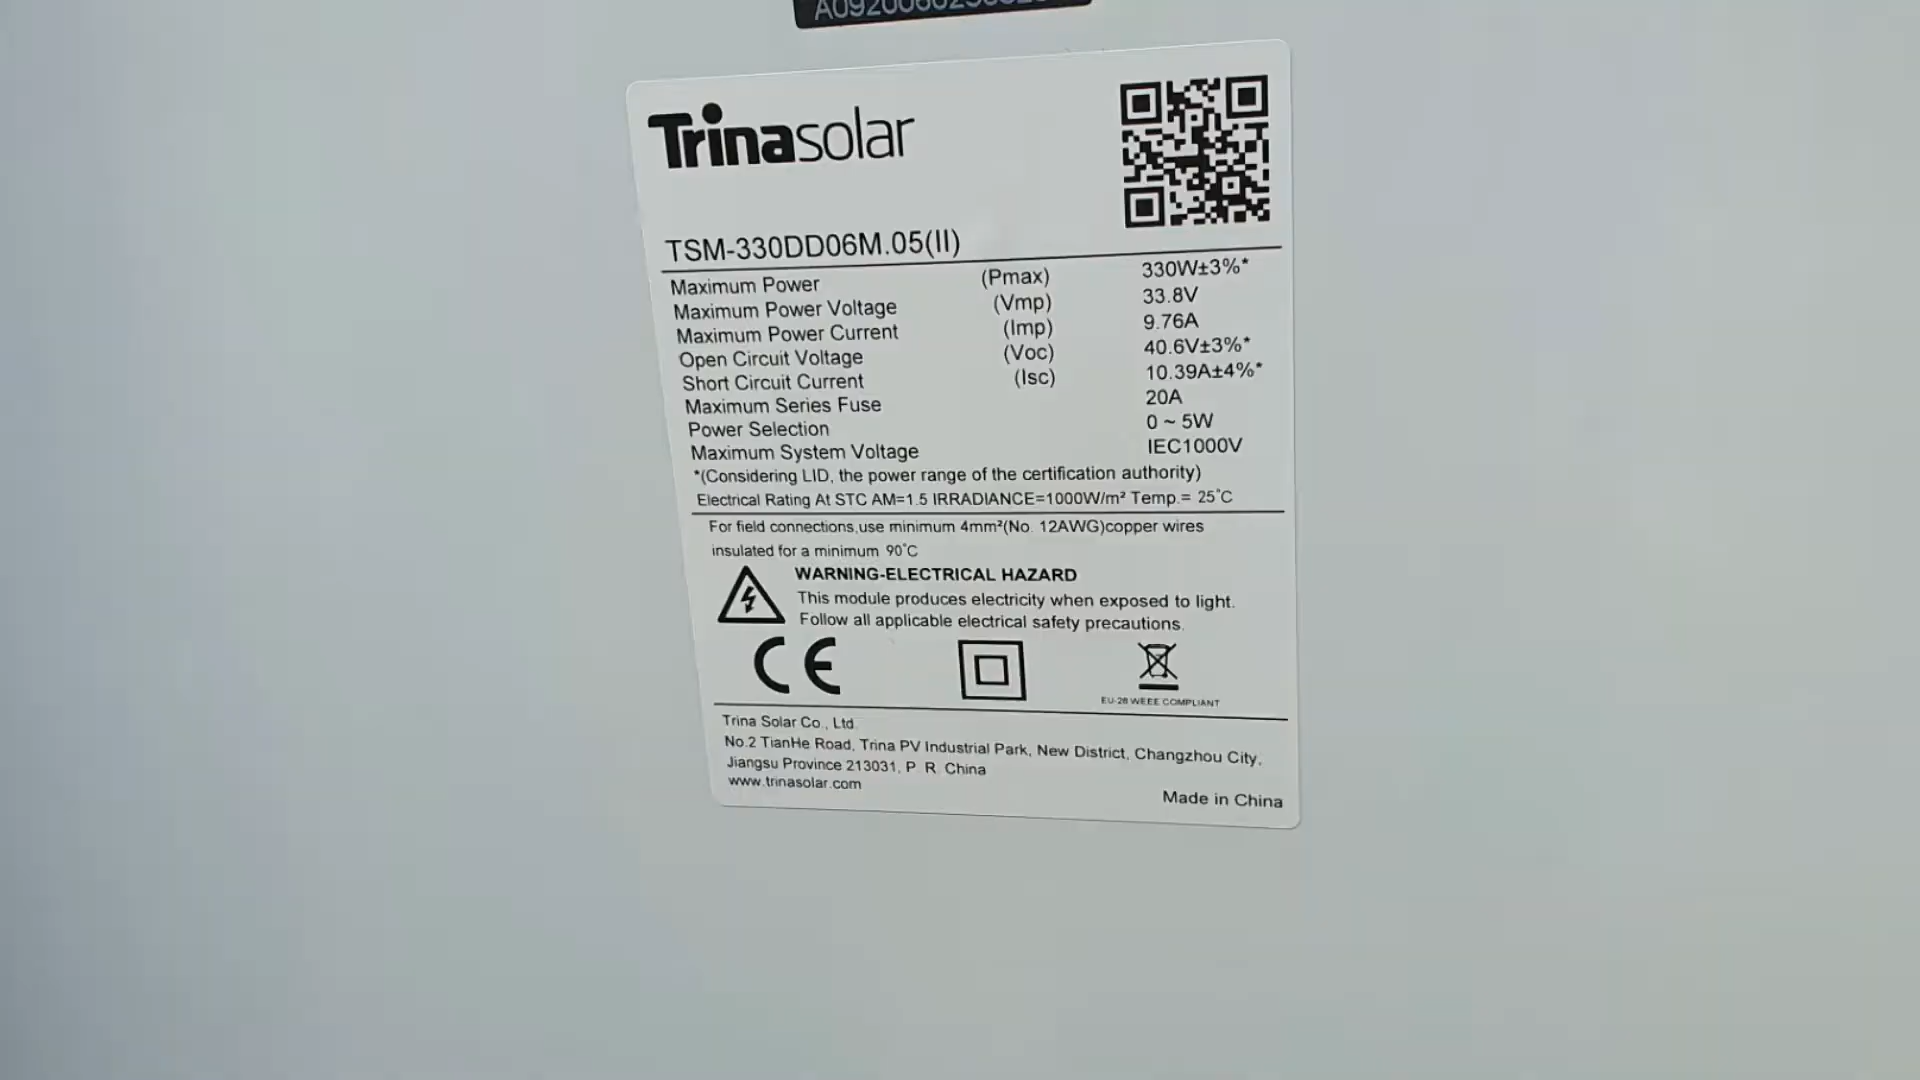 Trinasolar
TSM-330DD06M.05(II)
Maximum Power (Pmax) 330W±3%*
Maximum Power Voltage (Vmp) 33.8V
Maximum Power Current (Imp) 9.76A
Open Circuit Voltage (Voc) 40.6V±3%*
Short Circuit Current (Isc) 10.39A±4%*
Maximum Series Fuse 20A
Power Selection 0 ~ 5W
Maximum System Voltage IEC1000V
*(Considering LID, the power range of the certification authority)
Electrical Rating At STC AM=1.5 IRRADIANCE=1000W/m² Temp.= 25°C
For field connections,use minimum 4mm²(No. 12AWG)copper wires
insulated for a minimum 90°C
WARNING-ELECTRICAL HAZARD
This module produces electricity when exposed to light.
Follow all applicable electrical safety precautions.
CE
EU-28 WEEE COMPLIANT
Trina Solar Co., Ltd.
No.2 TianHe Road, Trina PV Industrial Park, New District, Changzhou City,
Jiangsu Province 213031, P. R. China
www.trinasolar.com
Made in China